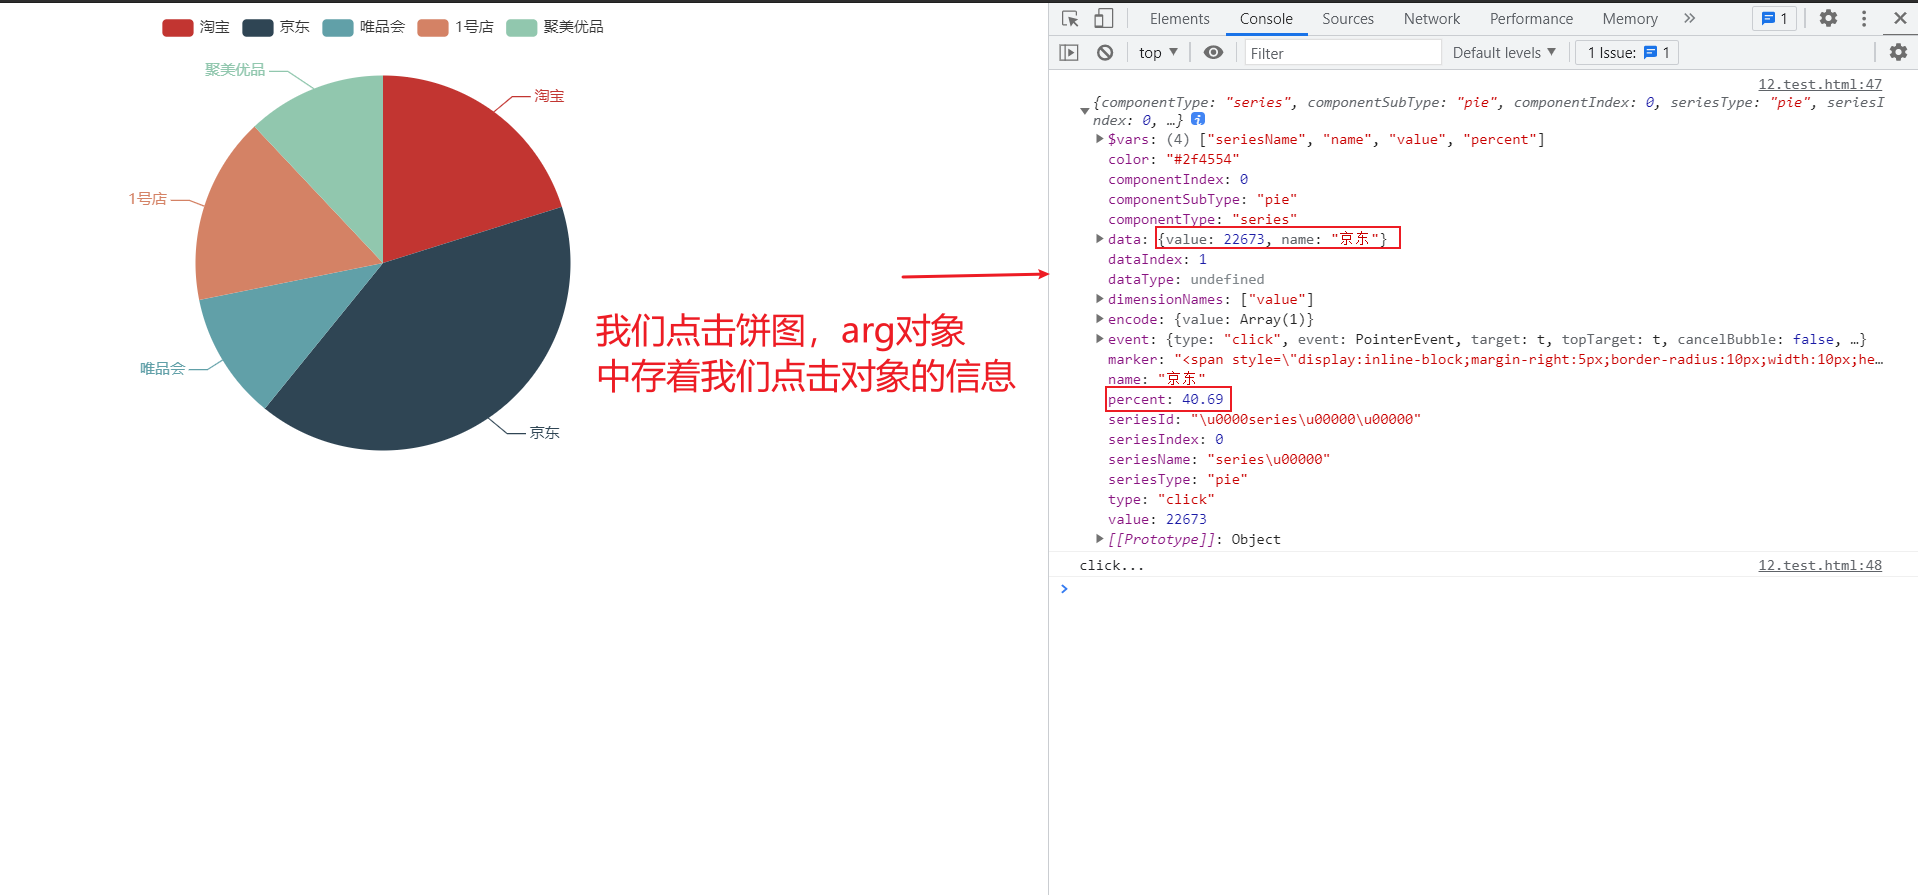 淘宝 京东 唯品会 1号店 聚美优品
聚美优品
淘宝
1号店
唯品会
京东
我们点击饼图，arg对象
中存着我们点击对象的信息
Elements Console Sources Network Performance Memory 1
top Filter Default levels 1 Issue: 1
12.test.html:47
{componentType: "series", componentSubType: "pie", componentIndex: 0, seriesType: "pie", seriesI
ndex: 0, …}
$vars: (4) ["seriesName", "name", "value", "percent"]
color: "#2f4554"
componentIndex: 0
componentSubType: "pie"
componentType: "series"
data: {value: 22673, name: "京东"}
dataIndex: 1
dataType: undefined
dimensionNames: ["value"]
encode: {value: Array(1)}
event: {type: "click", event: PointerEvent, target: t, topTarget: t, cancelBubble: false, …}
marker: "<span style=\"display:inline-block;margin-right:5px;border-radius:10px;width:10px;he…
name: "京东"
percent: 40.69
seriesId: "\u0000series\u00000\u00000"
seriesIndex: 0
seriesName: "series\u00000"
seriesType: "pie"
type: "click"
value: 22673
[[Prototype]]: Object
click... 12.test.html:48